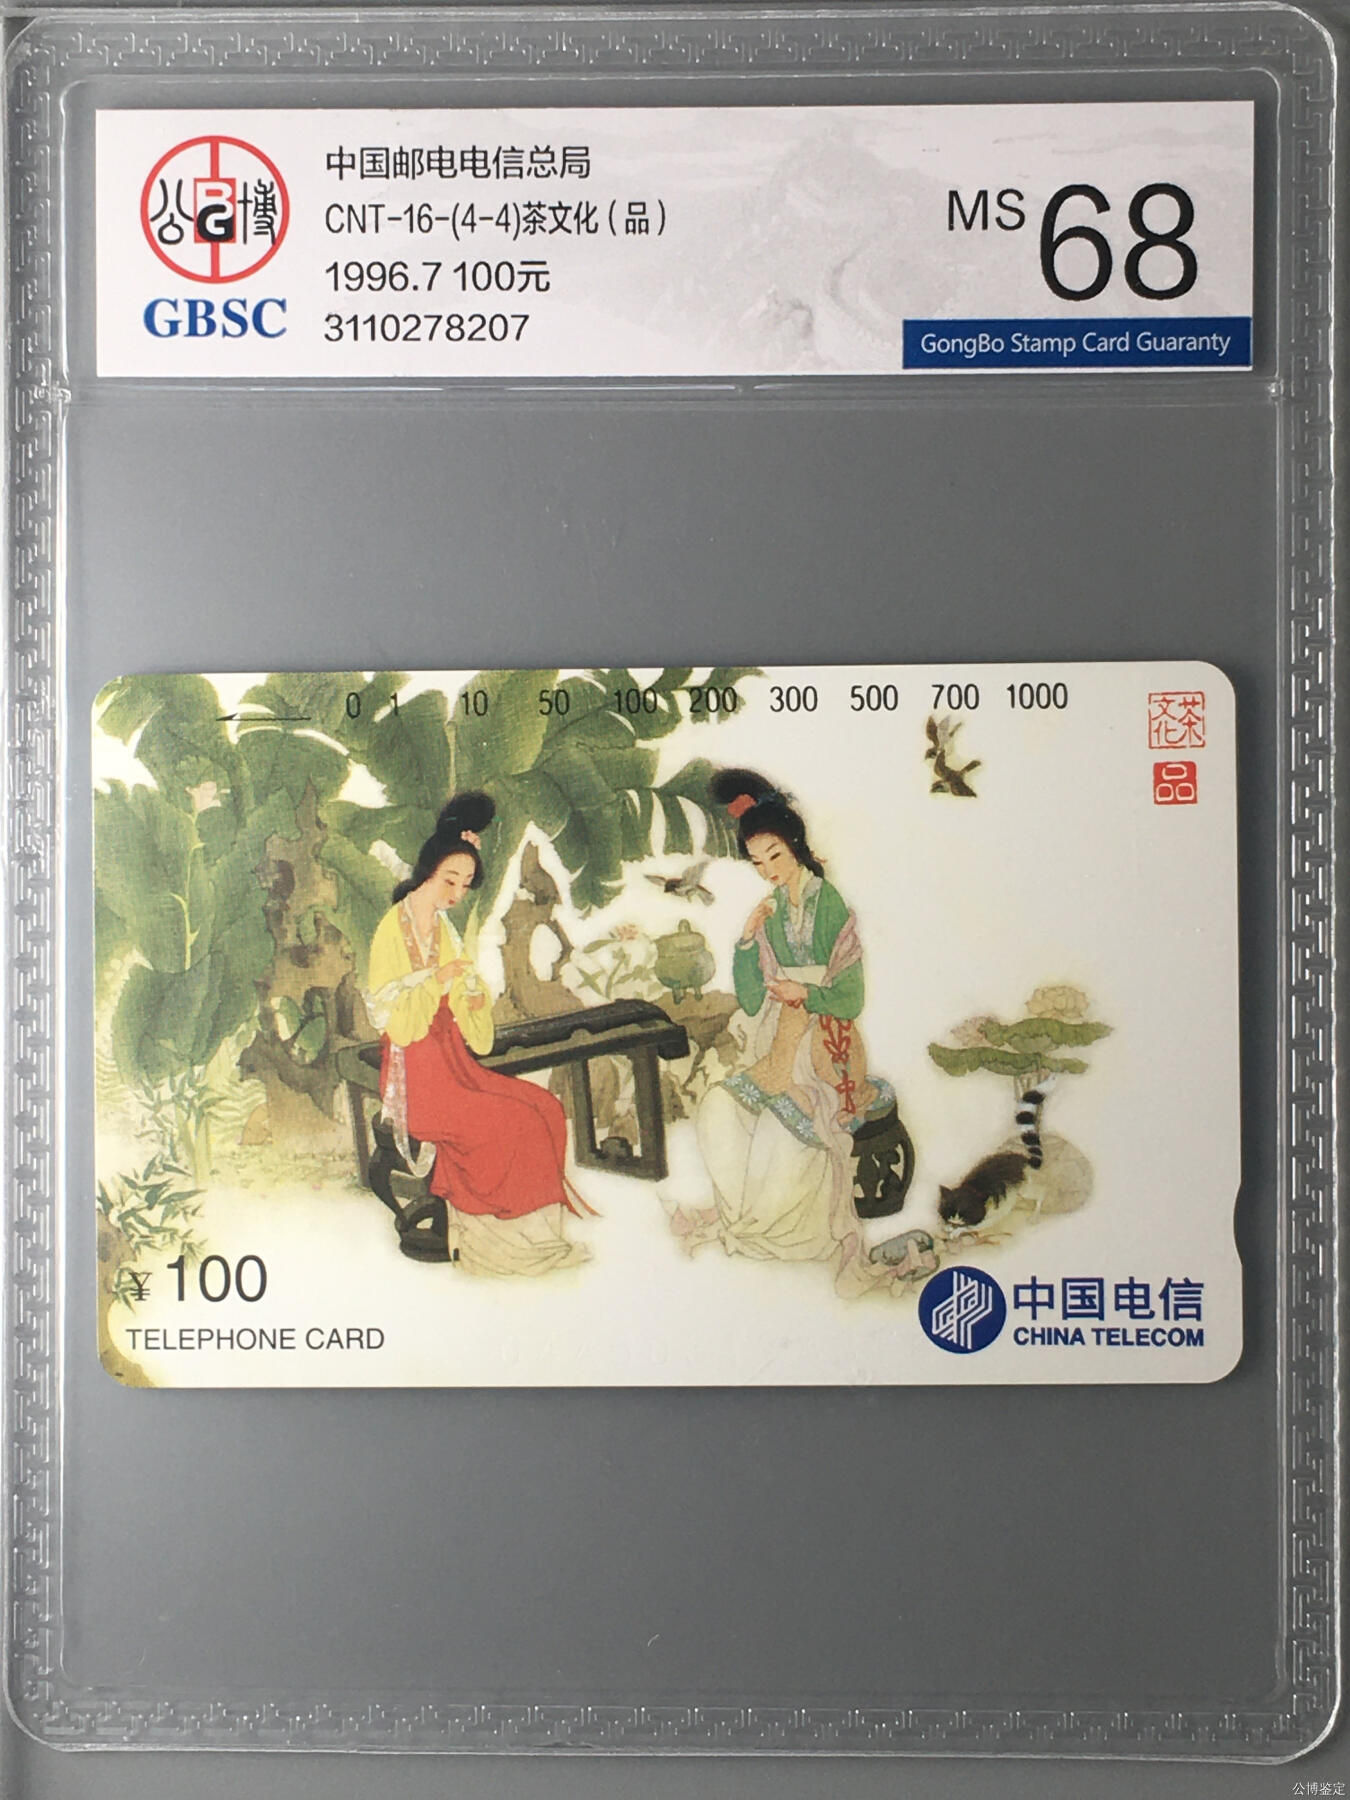 公博
BG
GBSC
中国邮电电信总局
CNT-16-(4-4)茶文化（品）
1996.7 100元
3110278207
MS 68
GongBo Stamp Card Guaranty
0 1 10 50 100 200 300 500 700 1000
茶文化
品
¥ 100
TELEPHONE CARD
中国电信
CHINA TELECOM
公博鉴定